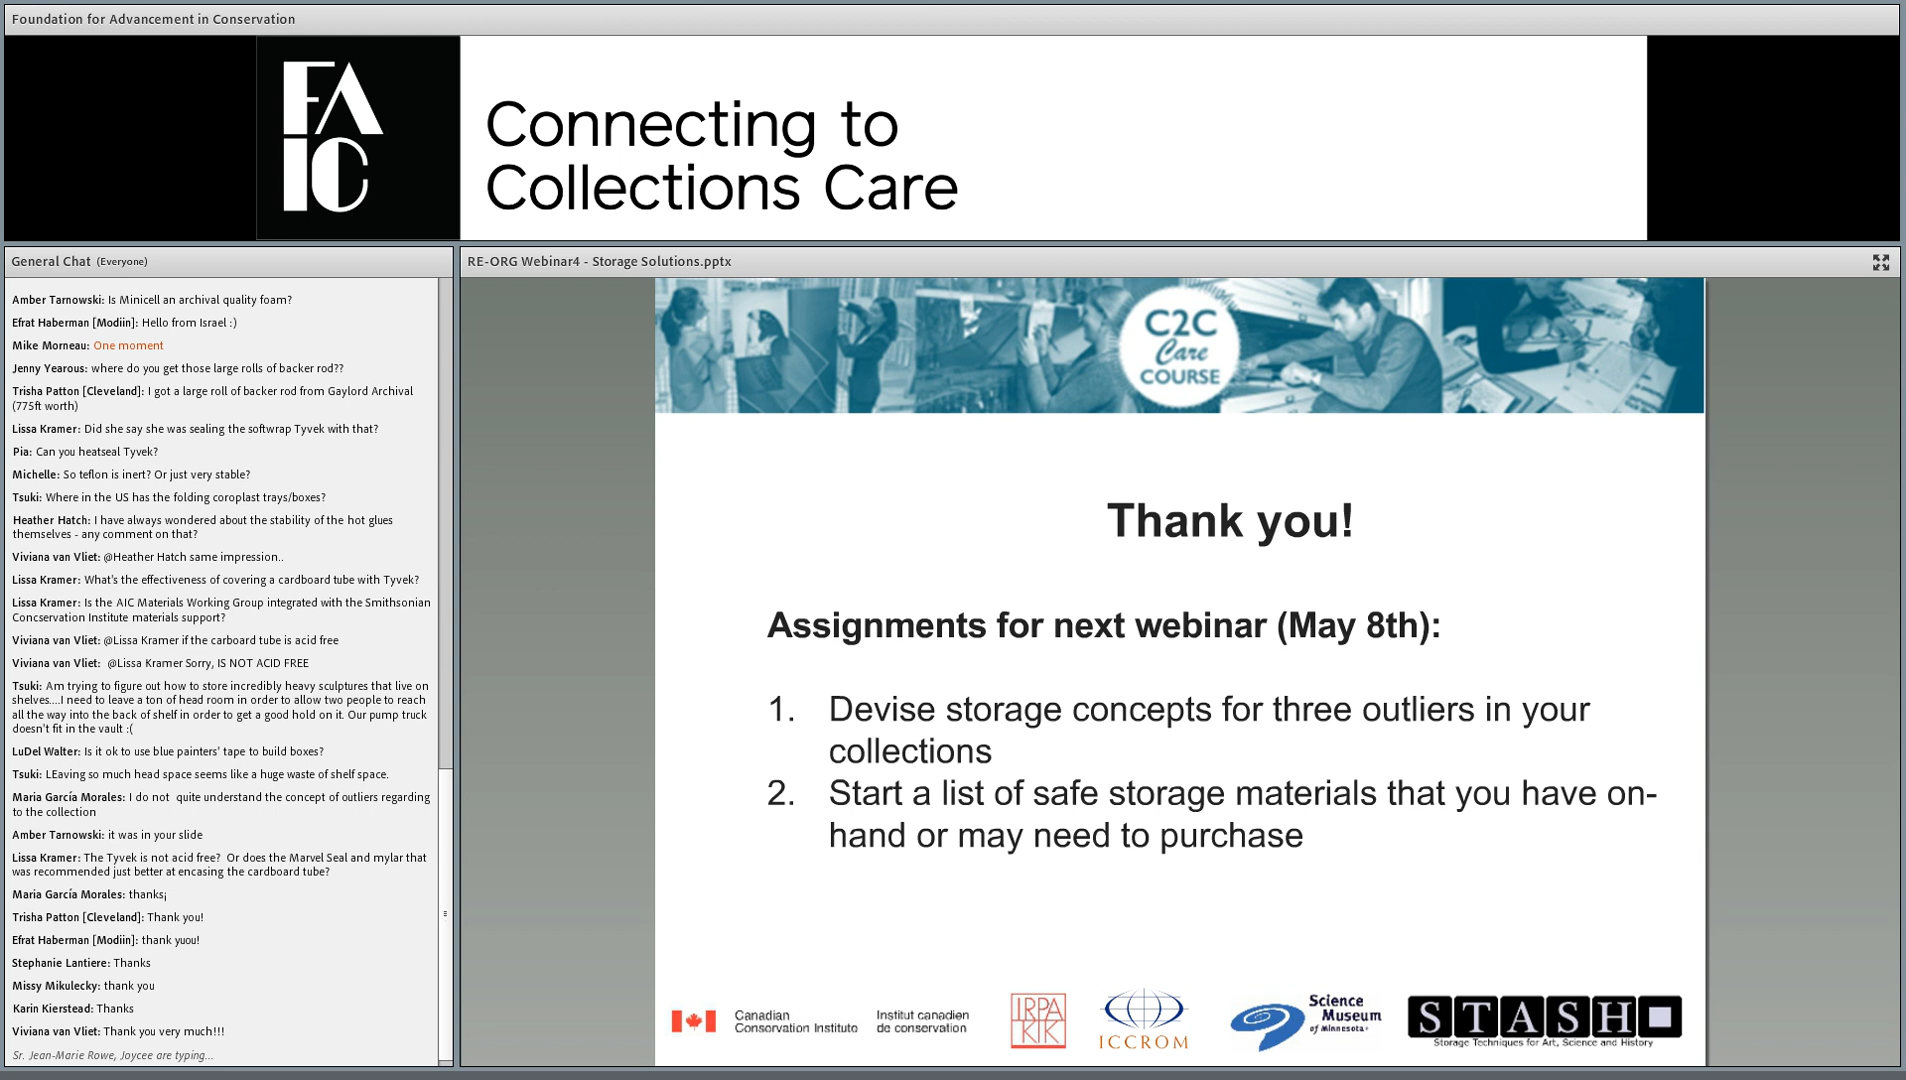 Foundation for Advancement in Conservation
FA
IC
Connecting to
Collections Care
General Chat (Everyone)
Amber Tarnowski: Is Minicell an archival quality foam?
Efrat Haberman [Modiin]: Hello from Israel :)
Mike Morneau: One moment
Jenny Yearous: where do you get those large rolls of backer rod??
Trisha Patton [Cleveland]: I got a large roll of backer rod from Gaylord Archival
(775ft worth)
Lissa Kramer: Did she say she was sealing the softwrap Tyvek with that?
Pia: Can you heatseal Tyvek?
Michelle: So teflon is inert? Or just very stable?
Tsuki: Where in the US has the folding coroplast trays/boxes?
Heather Hatch: I have always wondered about the stability of the hot glues
themselves - any comment on that?
Viviana van Vliet: @Heather Hatch same impression..
Lissa Kramer: What's the effectiveness of covering a cardboard tube with Tyvek?
Lissa Kramer: Is the AIC Materials Working Group integrated with the Smithsonian
Concservation Institute materials support?
Viviana van Vliet: @Lissa Kramer if the carboard tube is acid free
Viviana van Vliet: @Lissa Kramer Sorry, IS NOT ACID FREE
Tsuki: Am trying to figure out how to store incredibly heavy sculptures that live on
shelves....I need to leave a ton of head room in order to allow two people to reach
all the way into the back of shelf in order to get a good hold on it. Our pump truck
doesn't fit in the vault :(
LuDel Walter: Is it ok to use blue painters' tape to build boxes?
Tsuki: LEaving so much head space seems like a huge waste of shelf space.
Maria García Morales: I do not quite understand the concept of outliers regarding
to the collection
Amber Tarnowski: it was in your slide
Lissa Kramer: The Tyvek is not acid free? Or does the Marvel Seal and mylar that
was recommended just better at encasing the cardboard tube?
Maria García Morales: thanks¡
Trisha Patton [Cleveland]: Thank you!
Efrat Haberman [Modiin]: thank yuou!
Stephanie Lantiere: Thanks
Missy Mikulecky: thank you
Karin Kierstead: Thanks
Viviana van Vliet: Thank you very much!!!
Sr. Jean-Marie Rowe, Joycee are typing...
RE-ORG Webinar4 - Storage Solutions.pptx
C2C
Care
COURSE
Thank you!
Assignments for next webinar (May 8th):
1. Devise storage concepts for three outliers in your
collections
2. Start a list of safe storage materials that you have on-
hand or may need to purchase
Canadian
Conservation Institute
Institut canadien
de conservation
IRPA
KIK
ICCROM
Science
Museum
of Minnesota
STASH
Storage Techniques for Art, Science and History